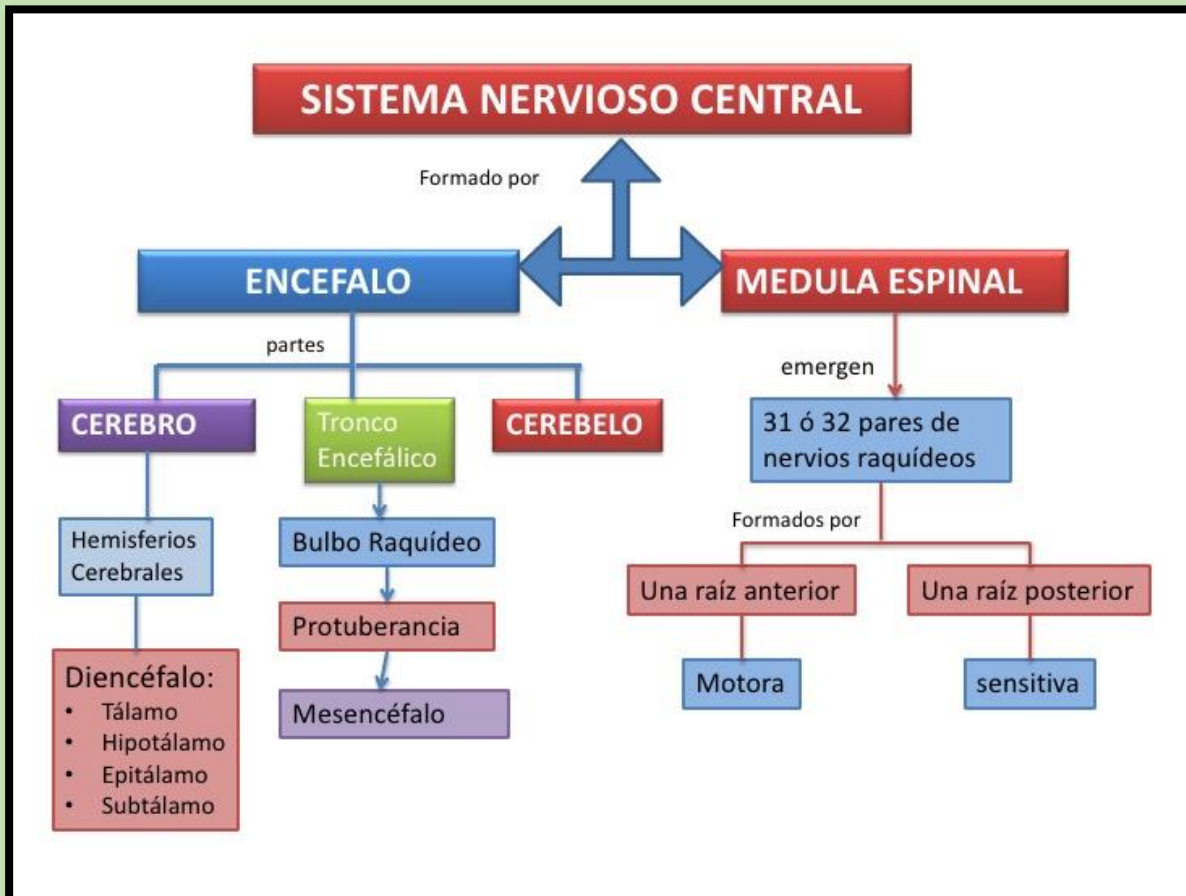 SISTEMA NERVIOSO CENTRAL
Formado por
ENCEFALO
MEDULA ESPINAL
partes
emergen
CEREBRO
Tronco
Encefálico
CEREBELO
31 ó 32 pares de
nervios raquídeos
Hemisferios
Cerebrales
Bulbo Raquídeo
Formados por
Una raíz anterior
Una raíz posterior
Protuberancia
Diencéfalo:
• Tálamo
• Hipotálamo
• Epitálamo
• Subtálamo
Mesencéfalo
Motora
sensitiva